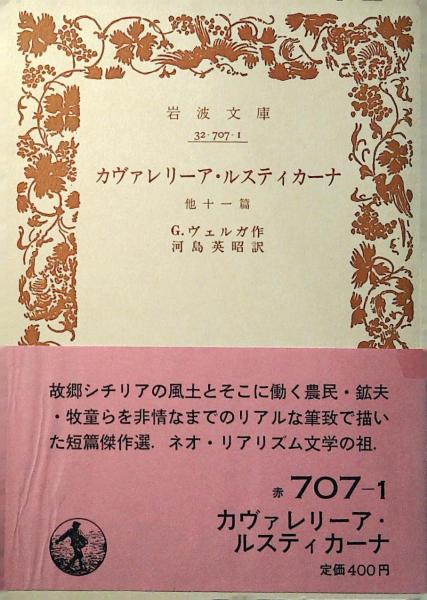 岩波文庫
32-707-1
カヴァレリーア・ルスティカーナ
他十一篇
G.ヴェルガ作
河島英昭訳
故郷シチリアの風土とそこに働く農民・鉱夫
・牧童らを非情なまでのリアルな筆致で描い
た短篇傑作選. ネオ・リアリズム文学の祖.
赤 707-1
カヴァレリーア・
ルスティカーナ
定価400円